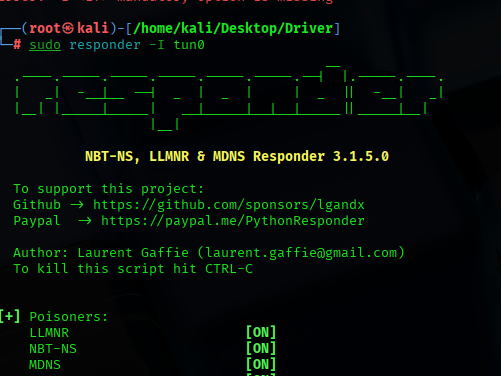 ┌──(root㉿kali)-[/home/kali/Desktop/Driver]
└─# sudo responder -I tun0
NBT-NS, LLMNR & MDNS Responder 3.1.5.0
To support this project:
Github -> https://github.com/sponsors/lgandx
Paypal  -> https://paypal.me/PythonResponder
Author: Laurent Gaffie (laurent.gaffie@gmail.com)
To kill this script hit CTRL-C
[+] Poisoners:
LLMNR [ON]
NBT-NS [ON]
MDNS [ON]